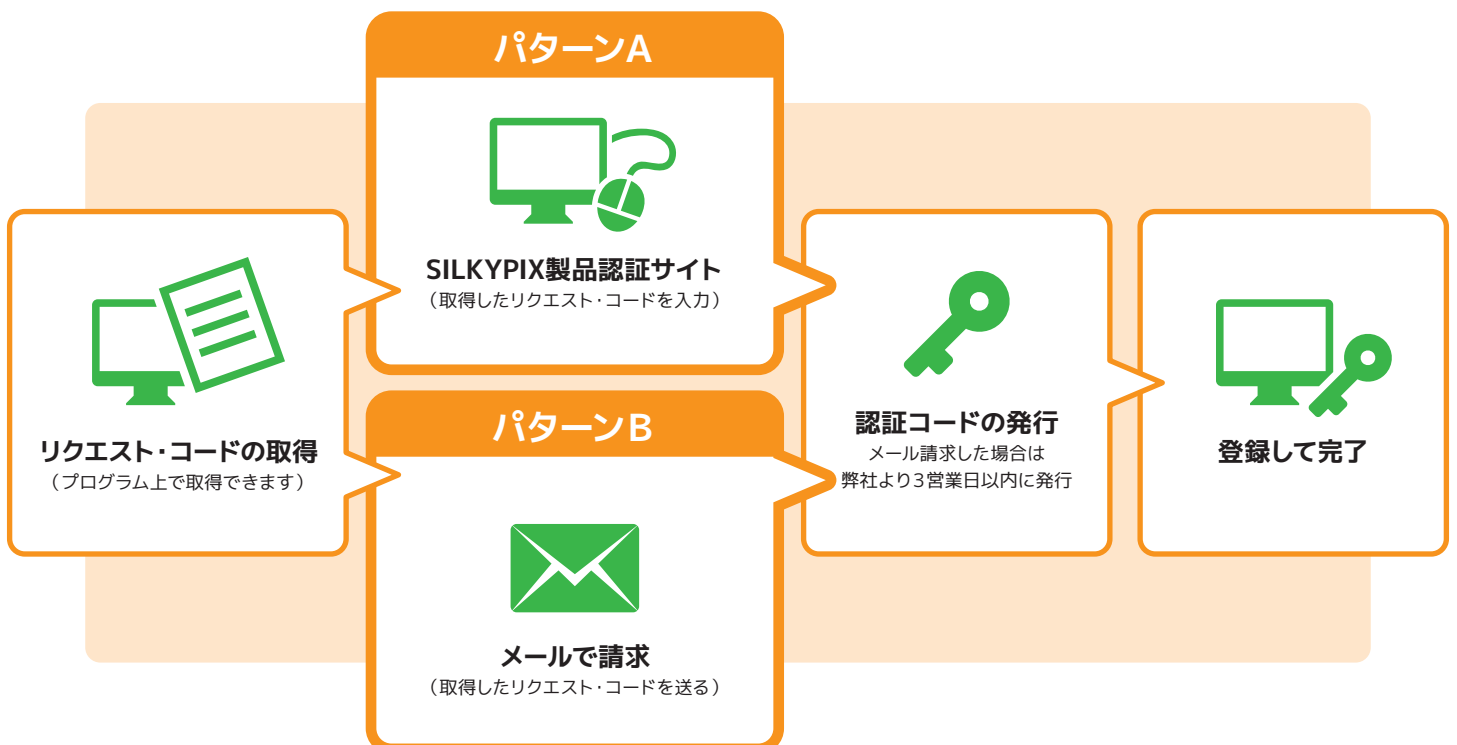 リクエスト・コードの取得
（プログラム上で取得できます）
パターンA
SILKYPIX製品認証サイト
（取得したリクエスト・コードを入力）
パターンB
メールで請求
（取得したリクエスト・コードを送る）
認証コードの発行
メール請求した場合は
弊社より3営業日以内に発行
登録して完了